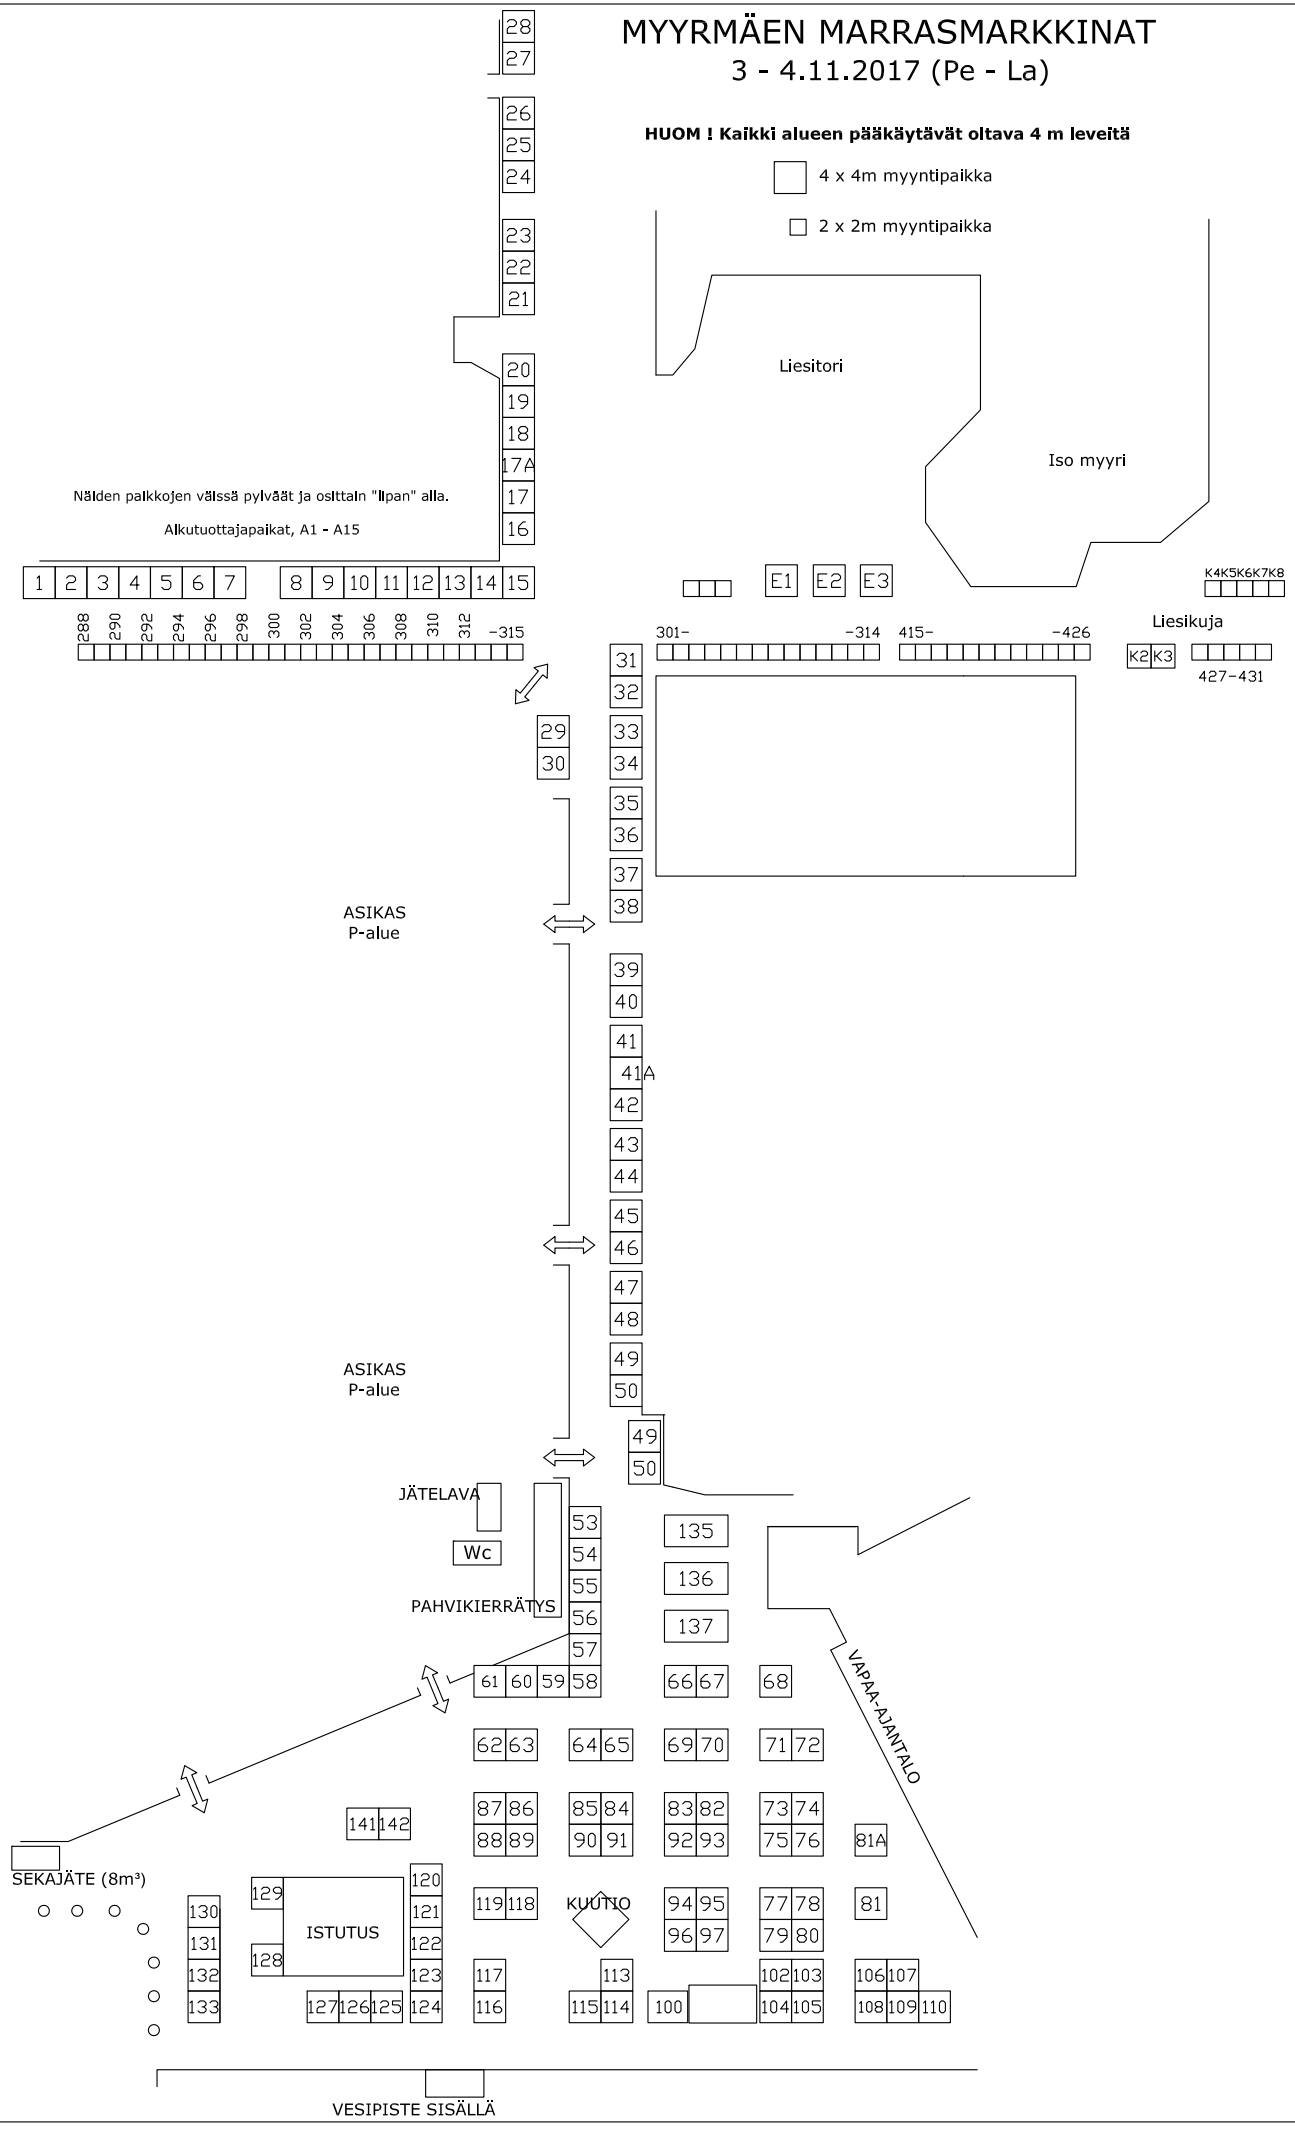 MYYRMÄEN MARRASMARKKINAT
3 - 4.11.2017 (Pe - La)
HUOM ! Kaikki alueen pääkäytävät oltava 4 m leveitä
4 x 4m myyntipaikka
2 x 2m myyntipaikka
28
27
26
25
24
23
22
21
20
19
18
17A
17
16
Liesitori
Iso myyri
Näiden paikkojen välissä pylväät ja osittain "lipan" alla.
Alkutuottajapaikat, A1 - A15
1 2 3 4 5 6 7 8 9 10 11 12 13 14 15
E1 E2 E3
K4K5K6K7K8
288 290 292 294 296 298 300 302 304 306 308 310 312 -315
301- -314 415- -426
Liesikuja
K2 K3
427-431
31
32
29
30
33
34
35
36
37
38
ASIKAS
P-alue
39
40
41
41A
42
43
44
45
46
47
48
49
50
ASIKAS
P-alue
49
50
JÄTELAVA
Wc
PAHVIKIERRÄTYS
53
54
55
56
57
135
136
137
61 60 59 58 66 67 68
VAPAA-AJANTALO
62 63 64 65 69 70 71 72
141 142
87 86 85 84 83 82 73 74
88 89 90 91 92 93 75 76 81A
SEKAJÄTE (8m³)
129
128
ISTUTUS
120
121
122
123
124
130
131
132
133
127 126 125
119 118 KUUTIO 94 95 77 78 81
96 97 79 80
117 113 102 103 106 107
116 115 114 100 104 105 108 109 110
VESIPISTE SISÄLLÄ